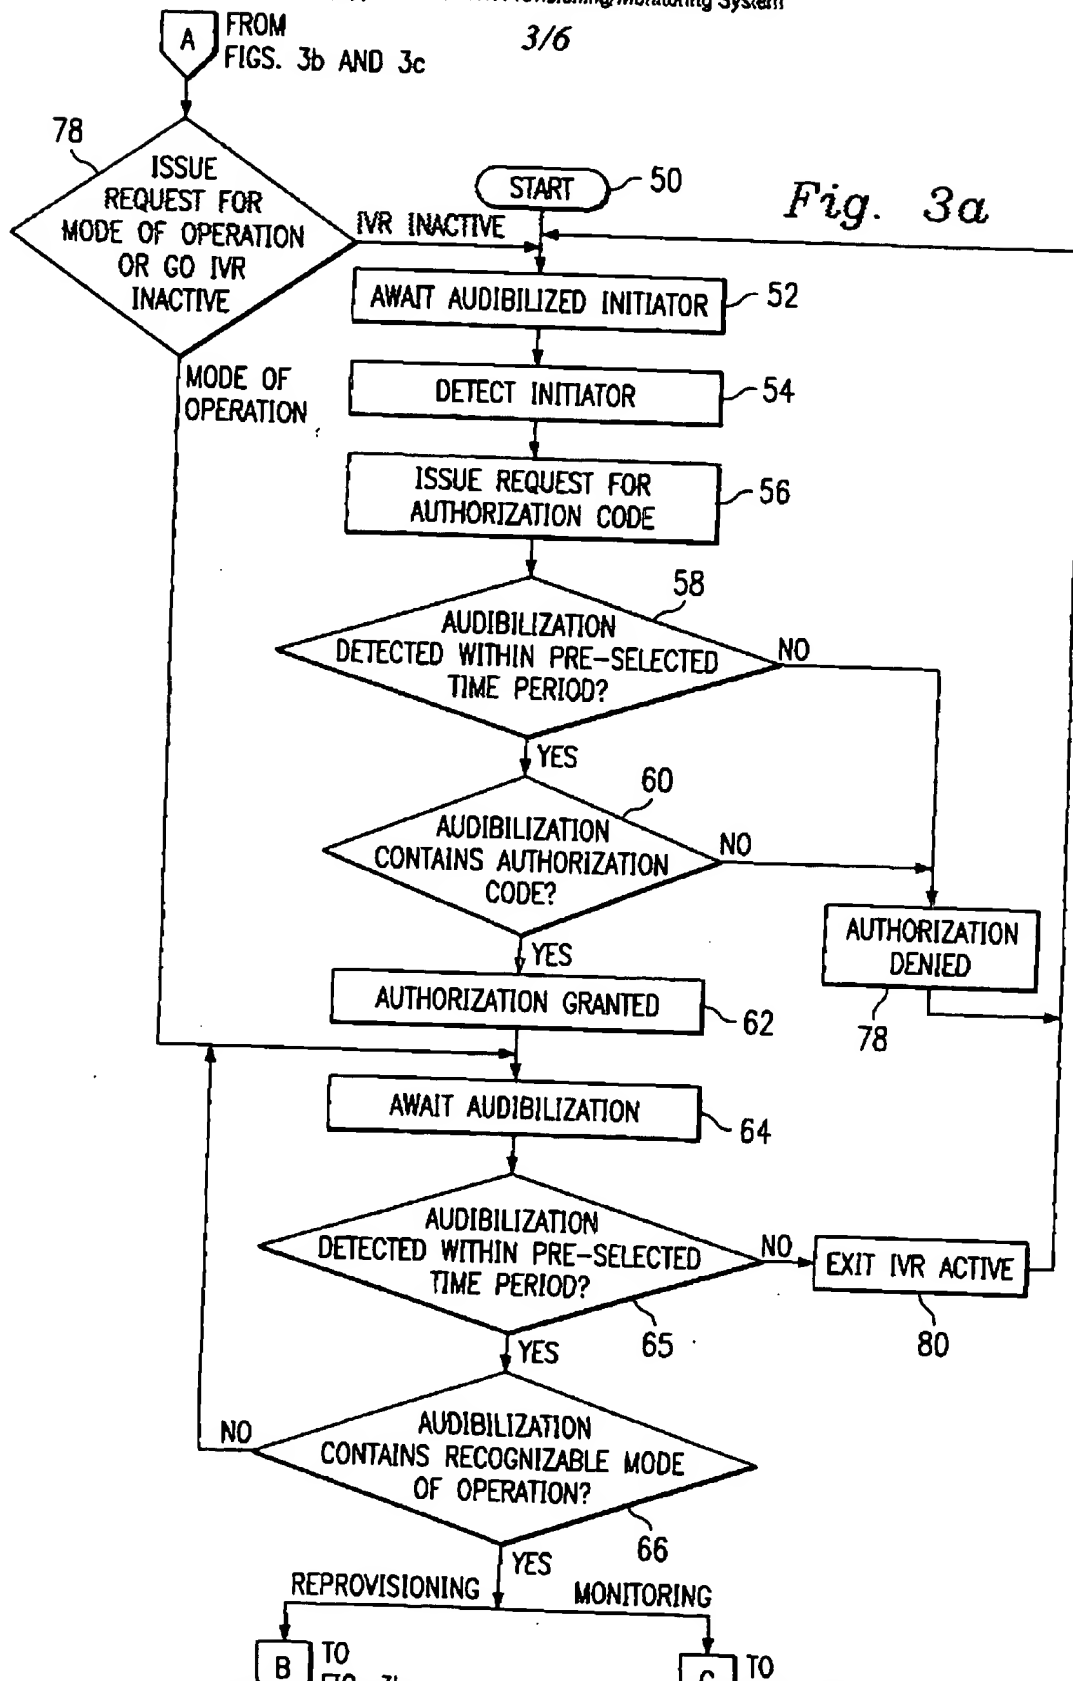 Provisioning/Monitoring System
3/6
A
FROM
FIGS. 3b AND 3c
78
ISSUE
REQUEST FOR
MODE OF OPERATION
OR GO IVR
INACTIVE
IVR INACTIVE
MODE OF
OPERATION
START
50
Fig. 3a
AWAIT AUDIBILIZED INITIATOR
52
DETECT INITIATOR
54
ISSUE REQUEST FOR
AUTHORIZATION CODE
56
58
AUDIBILIZATION
DETECTED WITHIN PRE-SELECTED
TIME PERIOD?
NO
YES
60
AUDIBILIZATION
CONTAINS AUTHORIZATION
CODE?
NO
YES
AUTHORIZATION
DENIED
78
AUTHORIZATION GRANTED
62
AWAIT AUDIBILIZATION
64
AUDIBILIZATION
DETECTED WITHIN PRE-SELECTED
TIME PERIOD?
65
NO
EXIT IVR ACTIVE
80
YES
AUDIBILIZATION
CONTAINS RECOGNIZABLE MODE
OF OPERATION?
66
NO
YES
REPROVISIONING
MONITORING
B
TO
TO